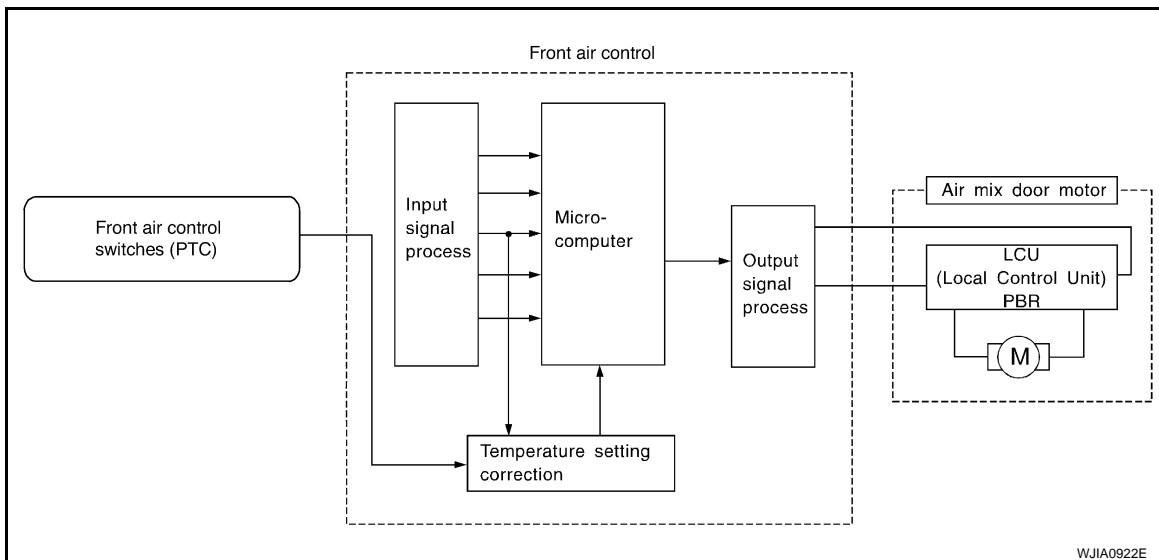 Front air control
Front air control
switches (PTC)
Input
signal
process
Micro-
computer
Output
signal
process
Temperature setting
correction
Air mix door motor
LCU
(Local Control Unit)
PBR
M
WJIA0922E